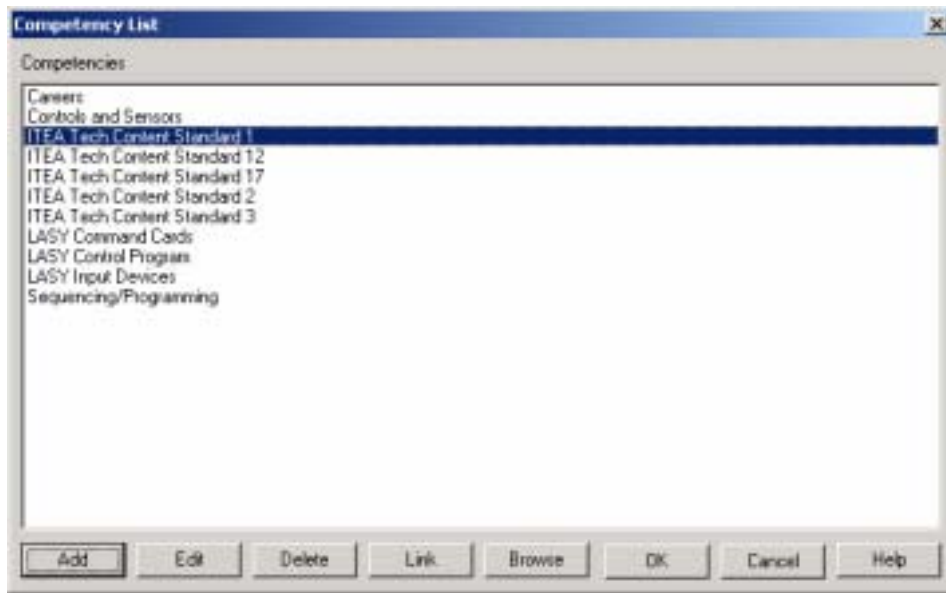 Competency List
Competencies
Careers
Controls and Sensors
ITEA Tech Content Standard 1
ITEA Tech Content Standard 12
ITEA Tech Content Standard 17
ITEA Tech Content Standard 2
ITEA Tech Content Standard 3
LASY Command Cards
LASY Control Program
LASY Input Devices
Sequencing/Programming
Add Edit Delete Link Browse OK Cancel Help